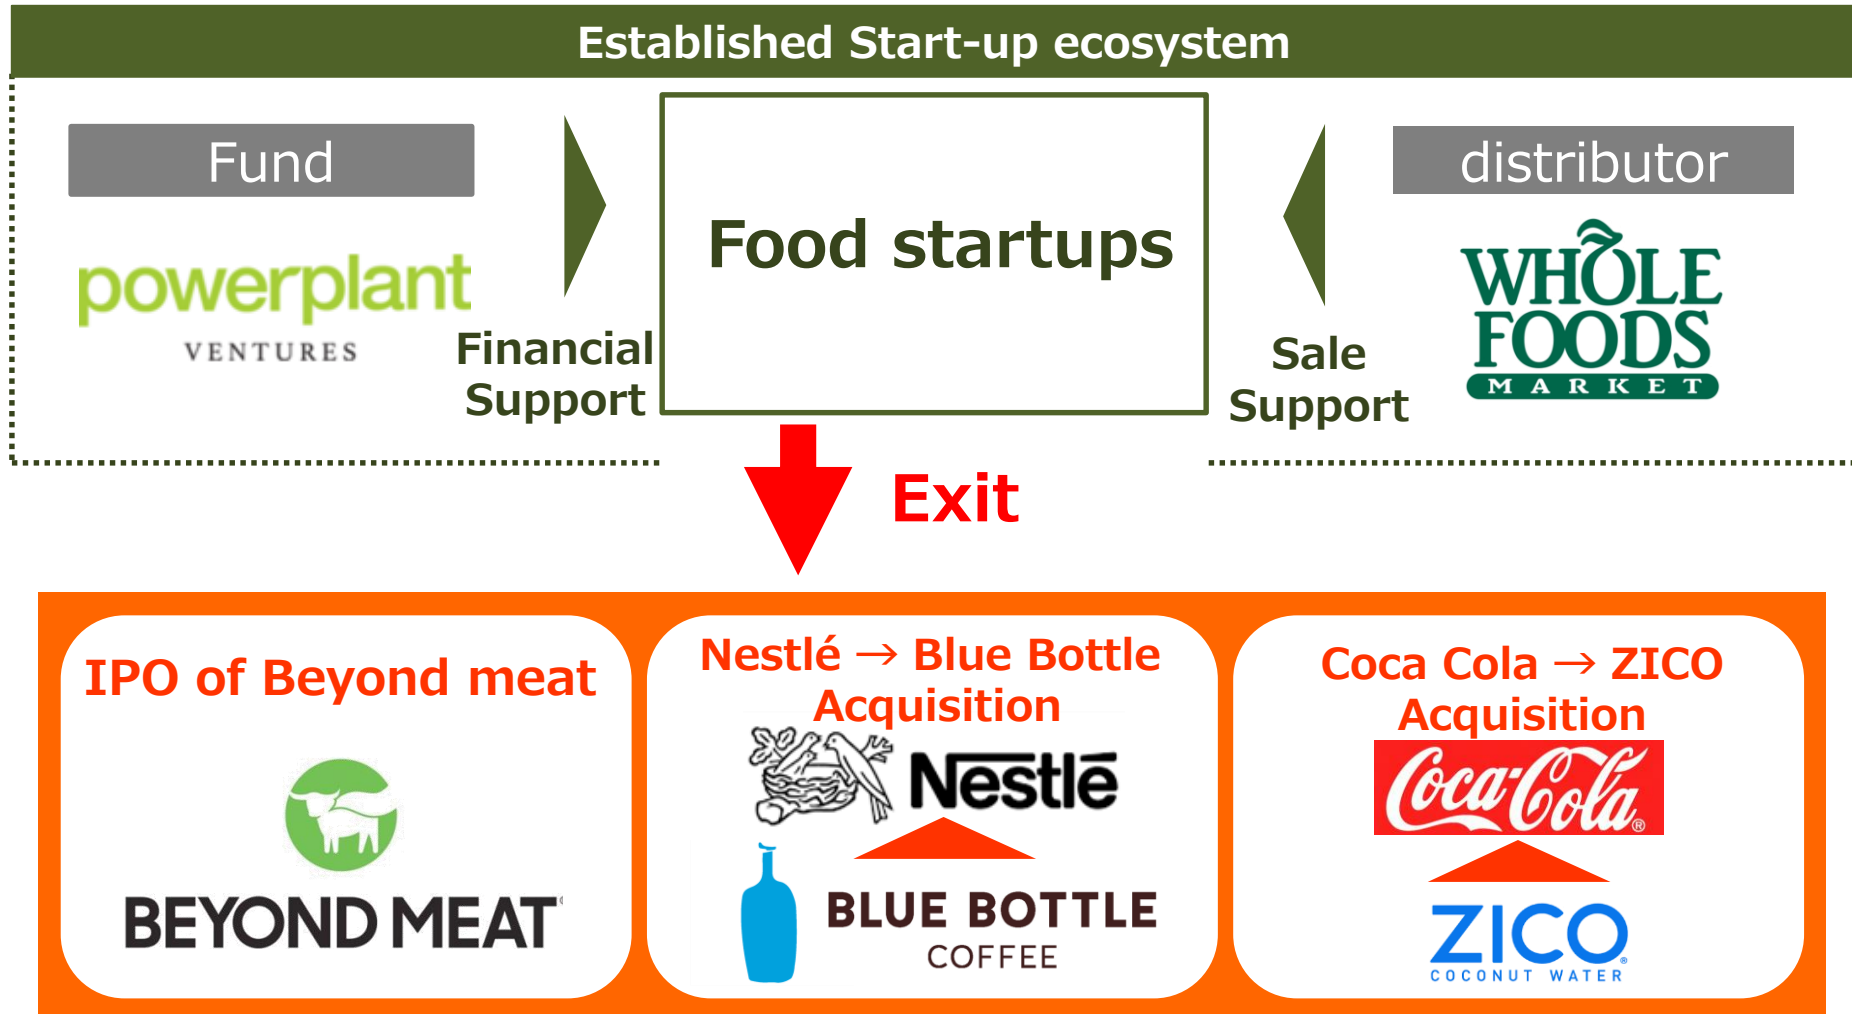 Established Start-up ecosystem
Fund
powerplant
VENTURES
Financial
Support
Food startups
distributor
WHOLE
FOODS
MARKET
Sale
Support
Exit
IPO of Beyond meat
BEYOND MEAT
Nestlé → Blue Bottle
Acquisition
Nestlé
BLUE BOTTLE
COFFEE
Coca Cola → ZICO
Acquisition
Coca-Cola®
ZICO®
COCONUT WATER